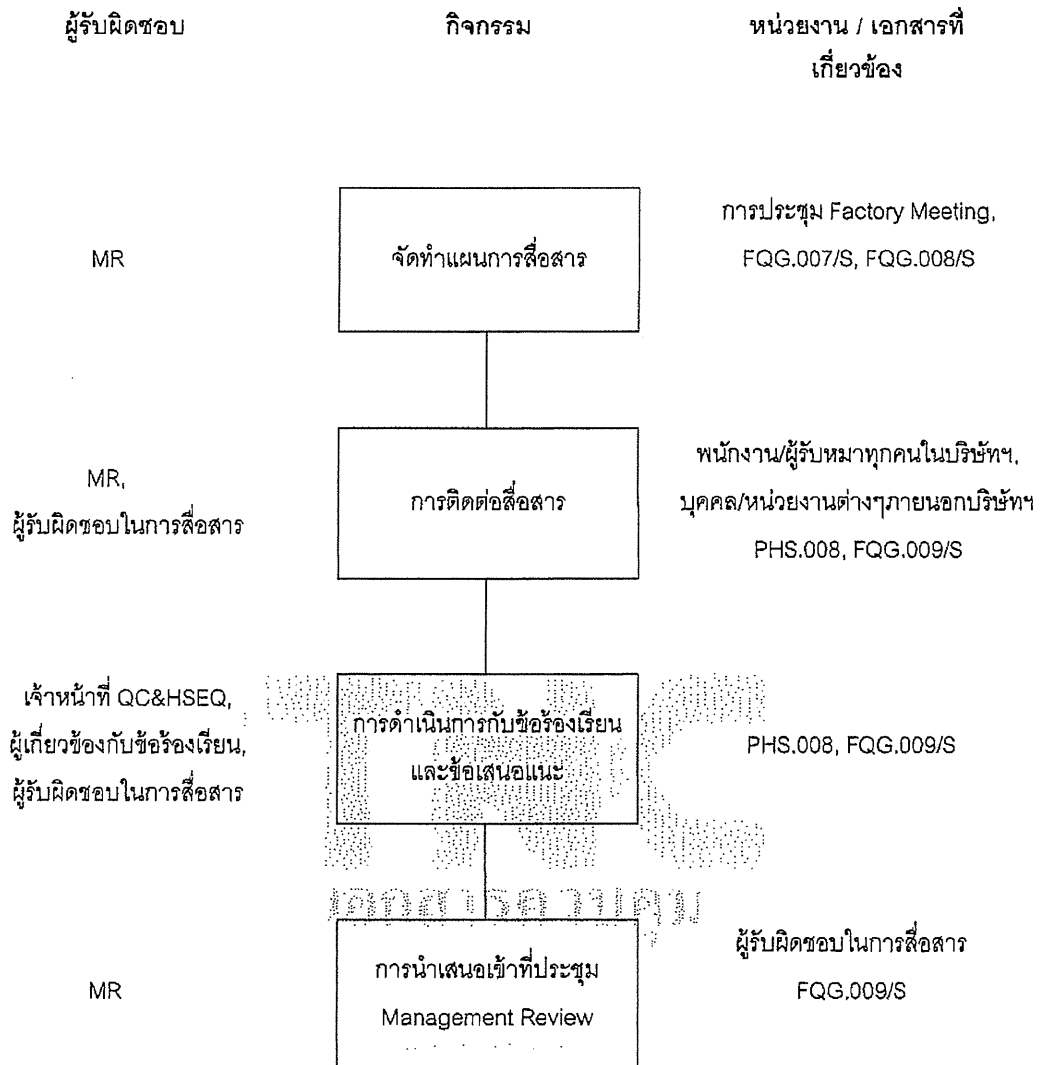 ผู้รับผิดชอบ
กิจกรรม
หน่วยงาน / เอกสารที่
เกี่ยวข้อง
MR
จัดทำแผนการสื่อสาร
การประชุม Factory Meeting,
FQG.007/S, FQG.008/S
MR,
ผู้รับผิดชอบในการสื่อสาร
การติดต่อสื่อสาร
พนักงาน/ผู้รับหมาทุกคนในบริษัทฯ,
บุคคล/หน่วยงานต่างๆภายนอกบริษัทฯ
PHS.008, FQG.009/S
เจ้าหน้าที่ QC&HSEQ,
ผู้เกี่ยวข้องกับข้อร้องเรียน,
ผู้รับผิดชอบในการสื่อสาร
การดำเนินการกับข้อร้องเรียน
และข้อเสนอแนะ
PHS.008, FQG.009/S
เอกสารควบคุม
MR
การนำเสนอเข้าที่ประชุม
Management Review
ผู้รับผิดชอบในการสื่อสาร
FQG.009/S